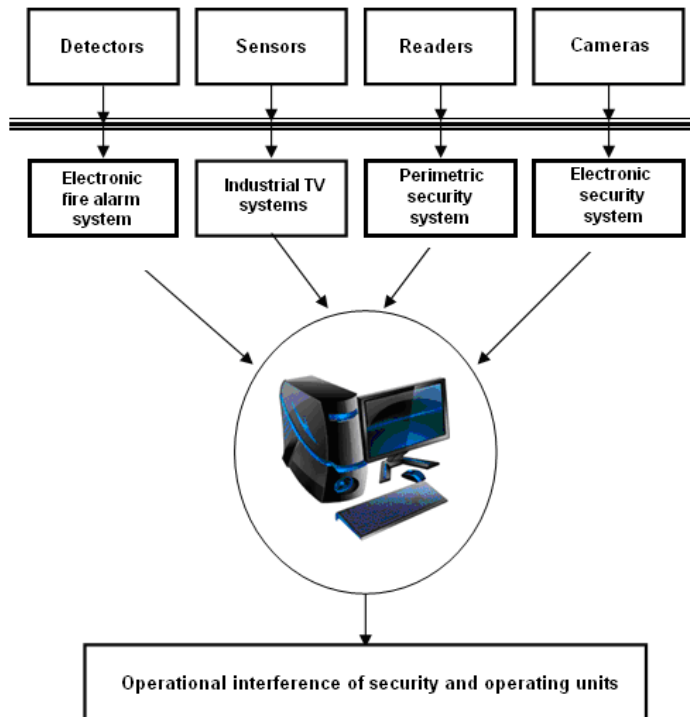 Detectors
Sensors
Readers
Cameras
Electronic
fire alarm
system
Industrial TV
systems
Perimetric
security
system
Electronic
security
system
Operational interference of security and operating units